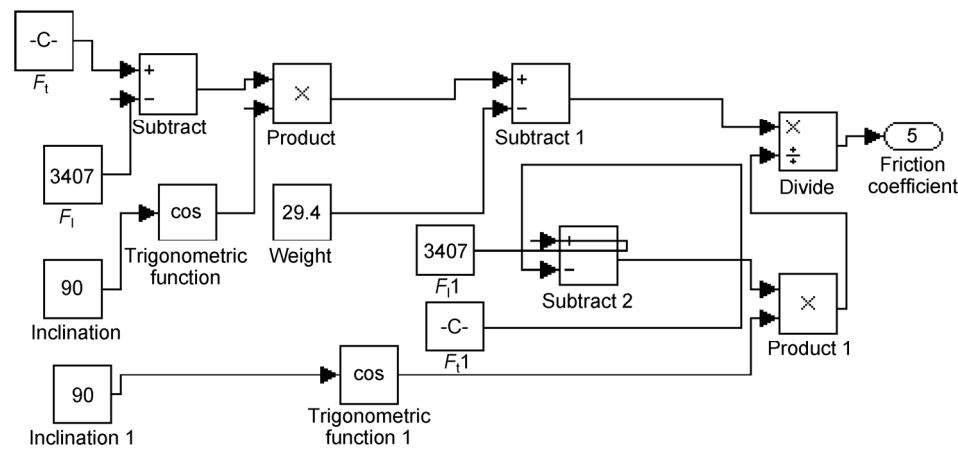 -C-
Ft
+
−
Subtract
×
Product
+
−
Subtract 1
×
÷
Divide
5
Friction
coefficient
3407
Fl
cos
Trigonometric
function
29.4
Weight
90
Inclination
3407
Fl1
+
−
Subtract 2
-C-
Ft1
×
Product 1
90
Inclination 1
cos
Trigonometric
function 1